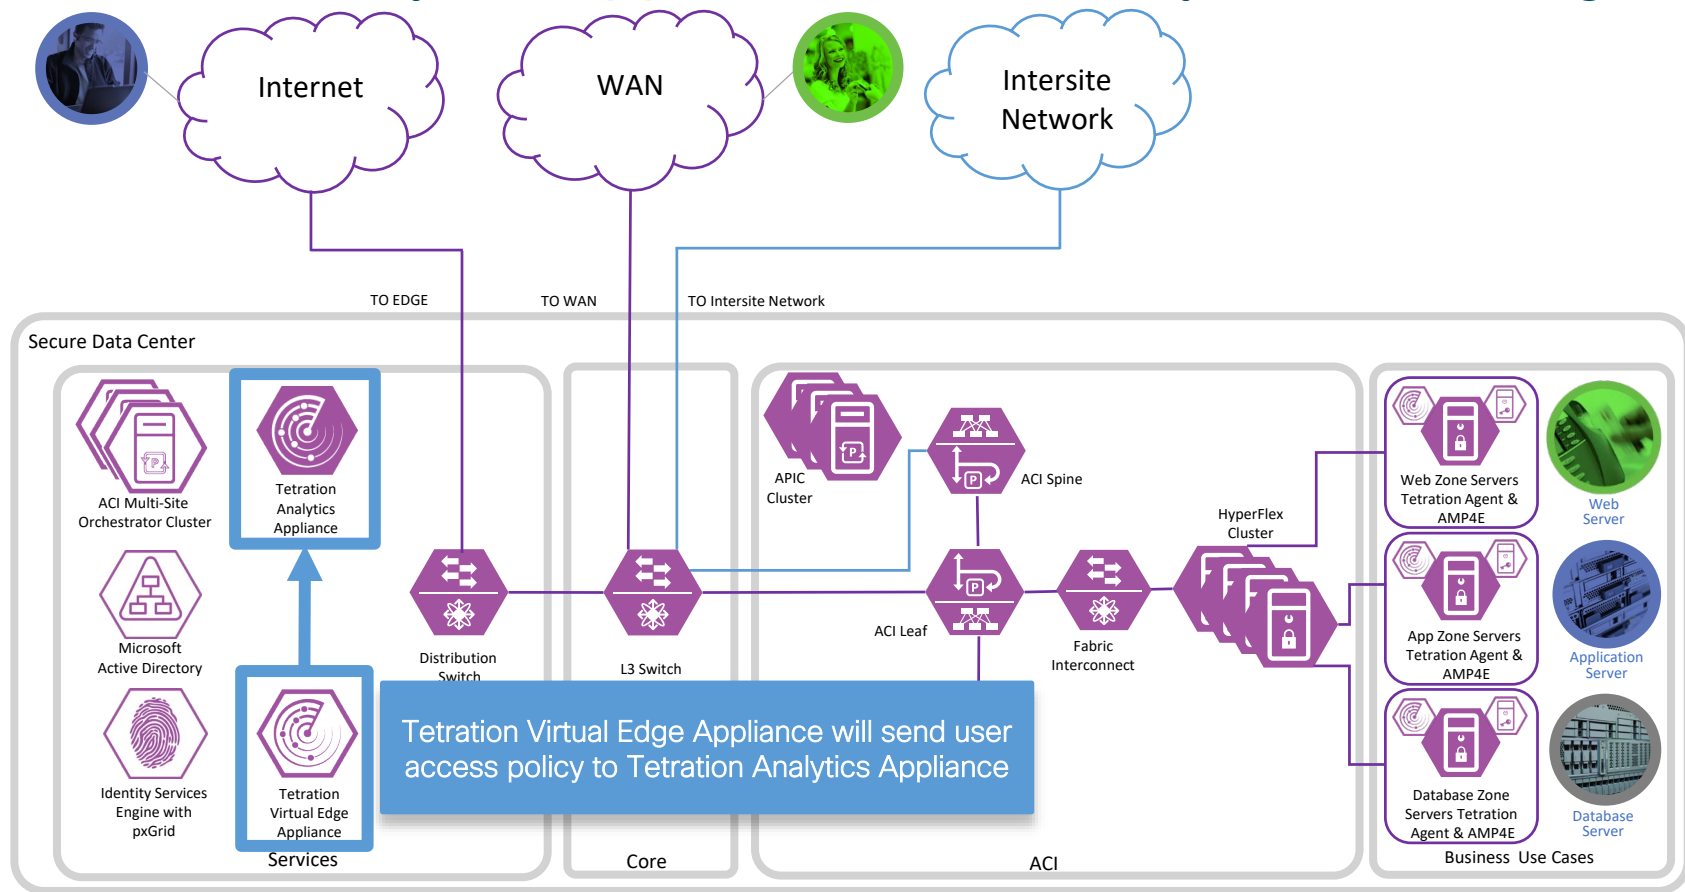 Internet
WAN
Intersite
Network
TO EDGE
TO WAN
TO Intersite Network
Secure Data Center
ACI Multi-Site
Orchestrator Cluster
Tetration
Analytics
Appliance
Microsoft
Active Directory
Identity Services
Engine with
pxGrid
Tetration
Virtual Edge
Appliance
Services
Distribution
Switch
L3 Switch
Core
APIC
Cluster
P
P
ACI Spine
P
P
ACI Leaf
Fabric
Interconnect
HyperFlex
Cluster
ACI
Tetration Virtual Edge Appliance will send user
access policy to Tetration Analytics Appliance
Web Zone Servers
Tetration Agent &
AMP4E
Web
Server
App Zone Servers
Tetration Agent &
AMP4E
Application
Server
Database Zone
Servers Tetration
Agent & AMP4E
Database
Server
Business Use Cases